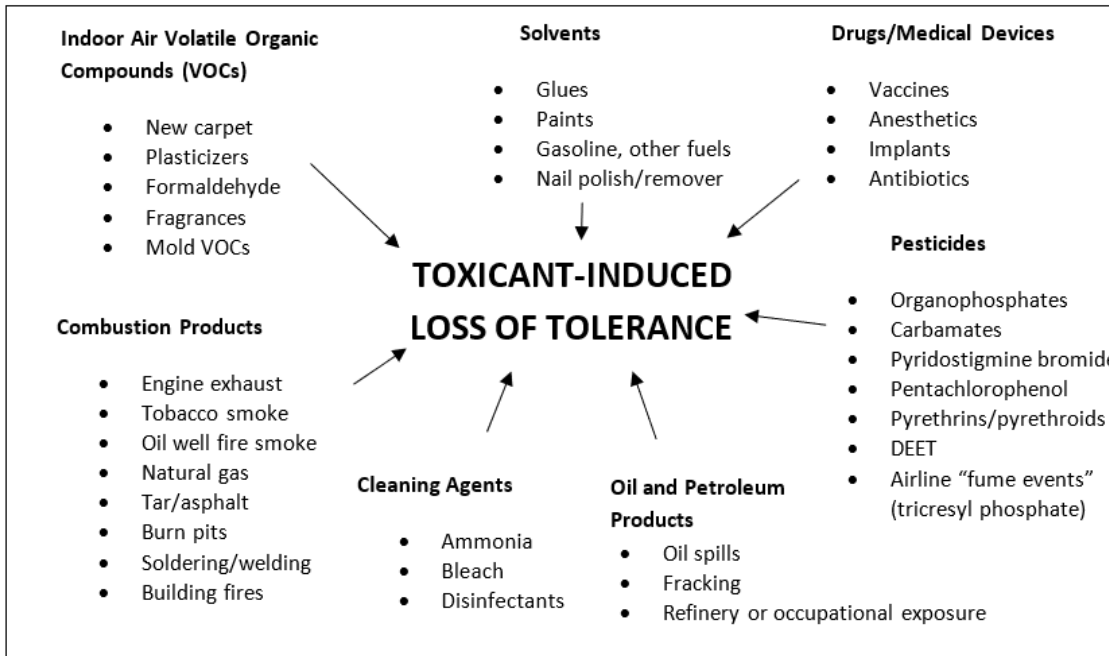 Indoor Air Volatile Organic
Compounds (VOCs)
• New carpet
• Plasticizers
• Formaldehyde
• Fragrances
• Mold VOCs
Solvents
• Glues
• Paints
• Gasoline, other fuels
• Nail polish/remover
Drugs/Medical Devices
• Vaccines
• Anesthetics
• Implants
• Antibiotics
TOXICANT-INDUCED
LOSS OF TOLERANCE
Pesticides
• Organophosphates
• Carbamates
• Pyridostigmine bromide
• Pentachlorophenol
• Pyrethrins/pyrethroids
• DEET
• Airline “fume events”
(tricresyl phosphate)
Combustion Products
• Engine exhaust
• Tobacco smoke
• Oil well fire smoke
• Natural gas
• Tar/asphalt
• Burn pits
• Soldering/welding
• Building fires
Cleaning Agents
• Ammonia
• Bleach
• Disinfectants
Oil and Petroleum
Products
• Oil spills
• Fracking
• Refinery or occupational exposure